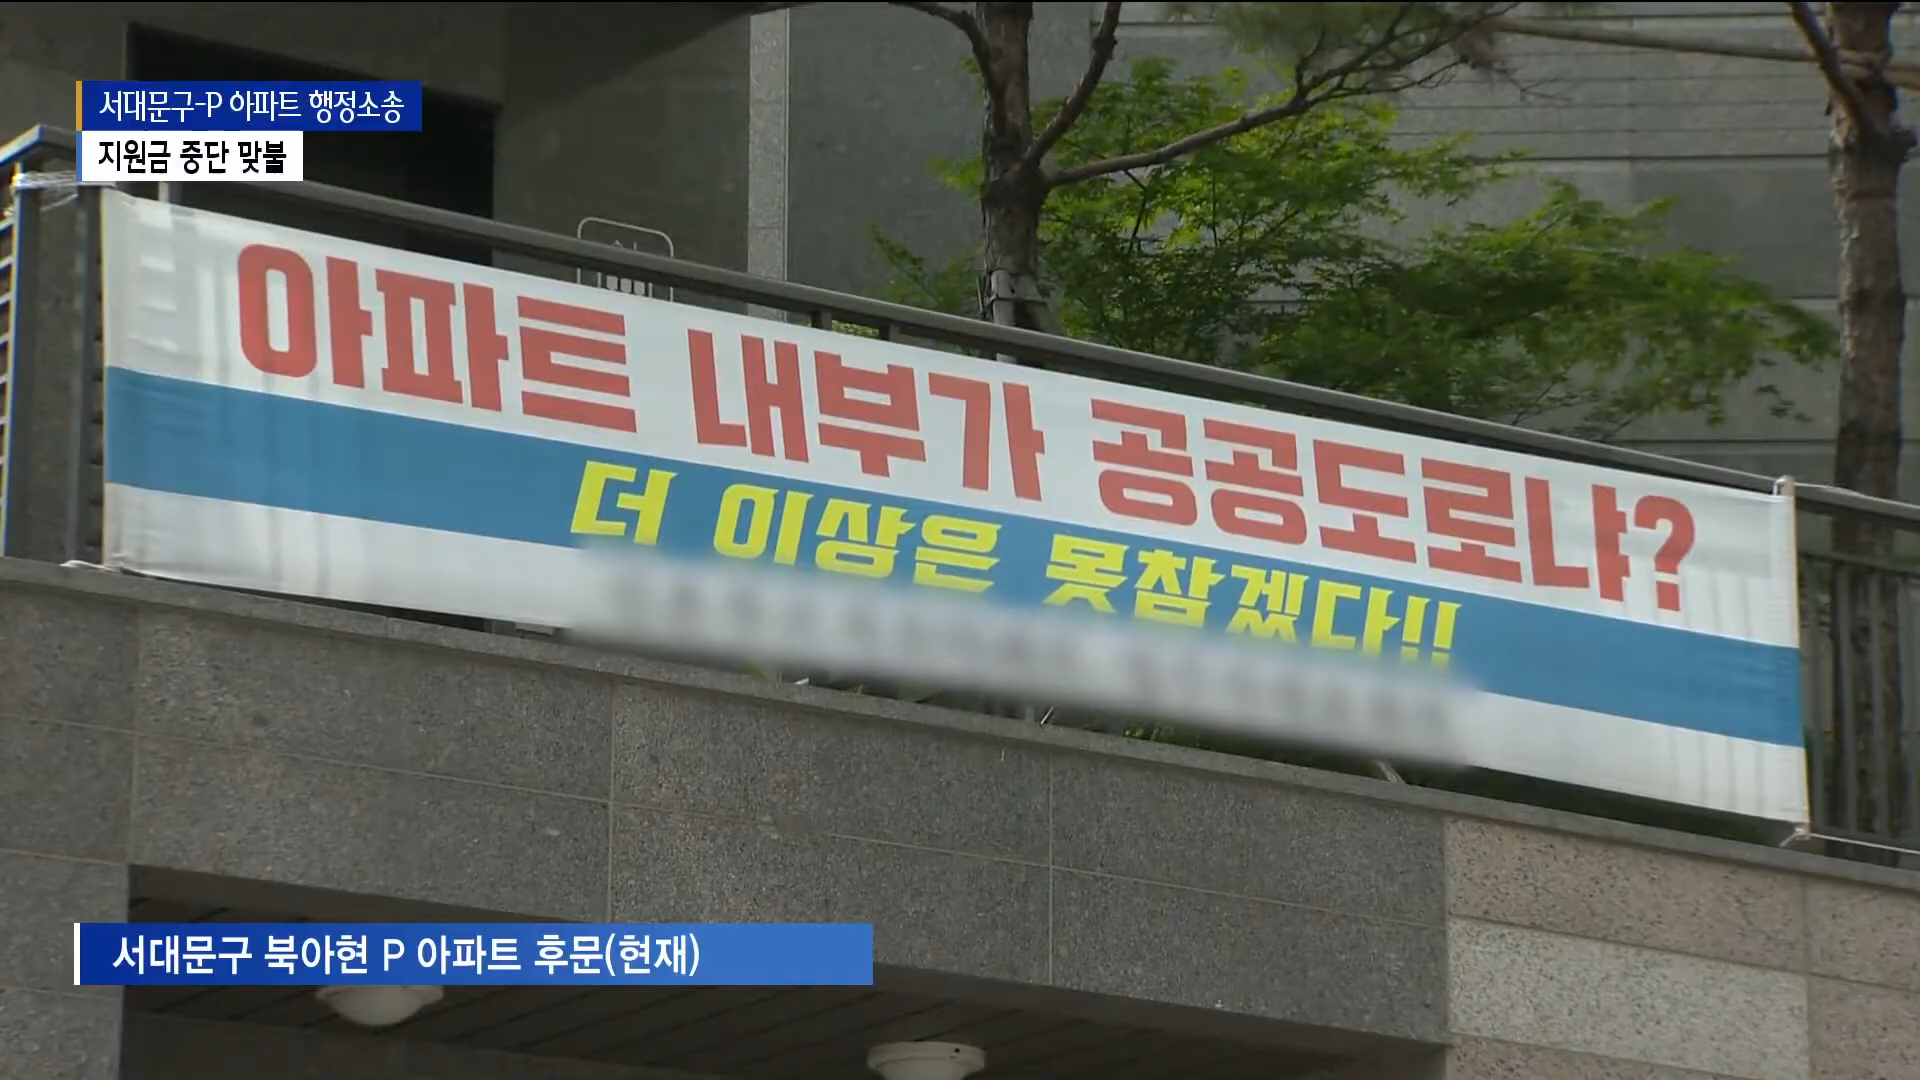 서대문구-P 아파트 행정소송
지원금 중단 맞불
아파트 내부가 공공도로냐?
더 이상은 못참겠다!!
서대문구 북아현 P 아파트 후문(현재)